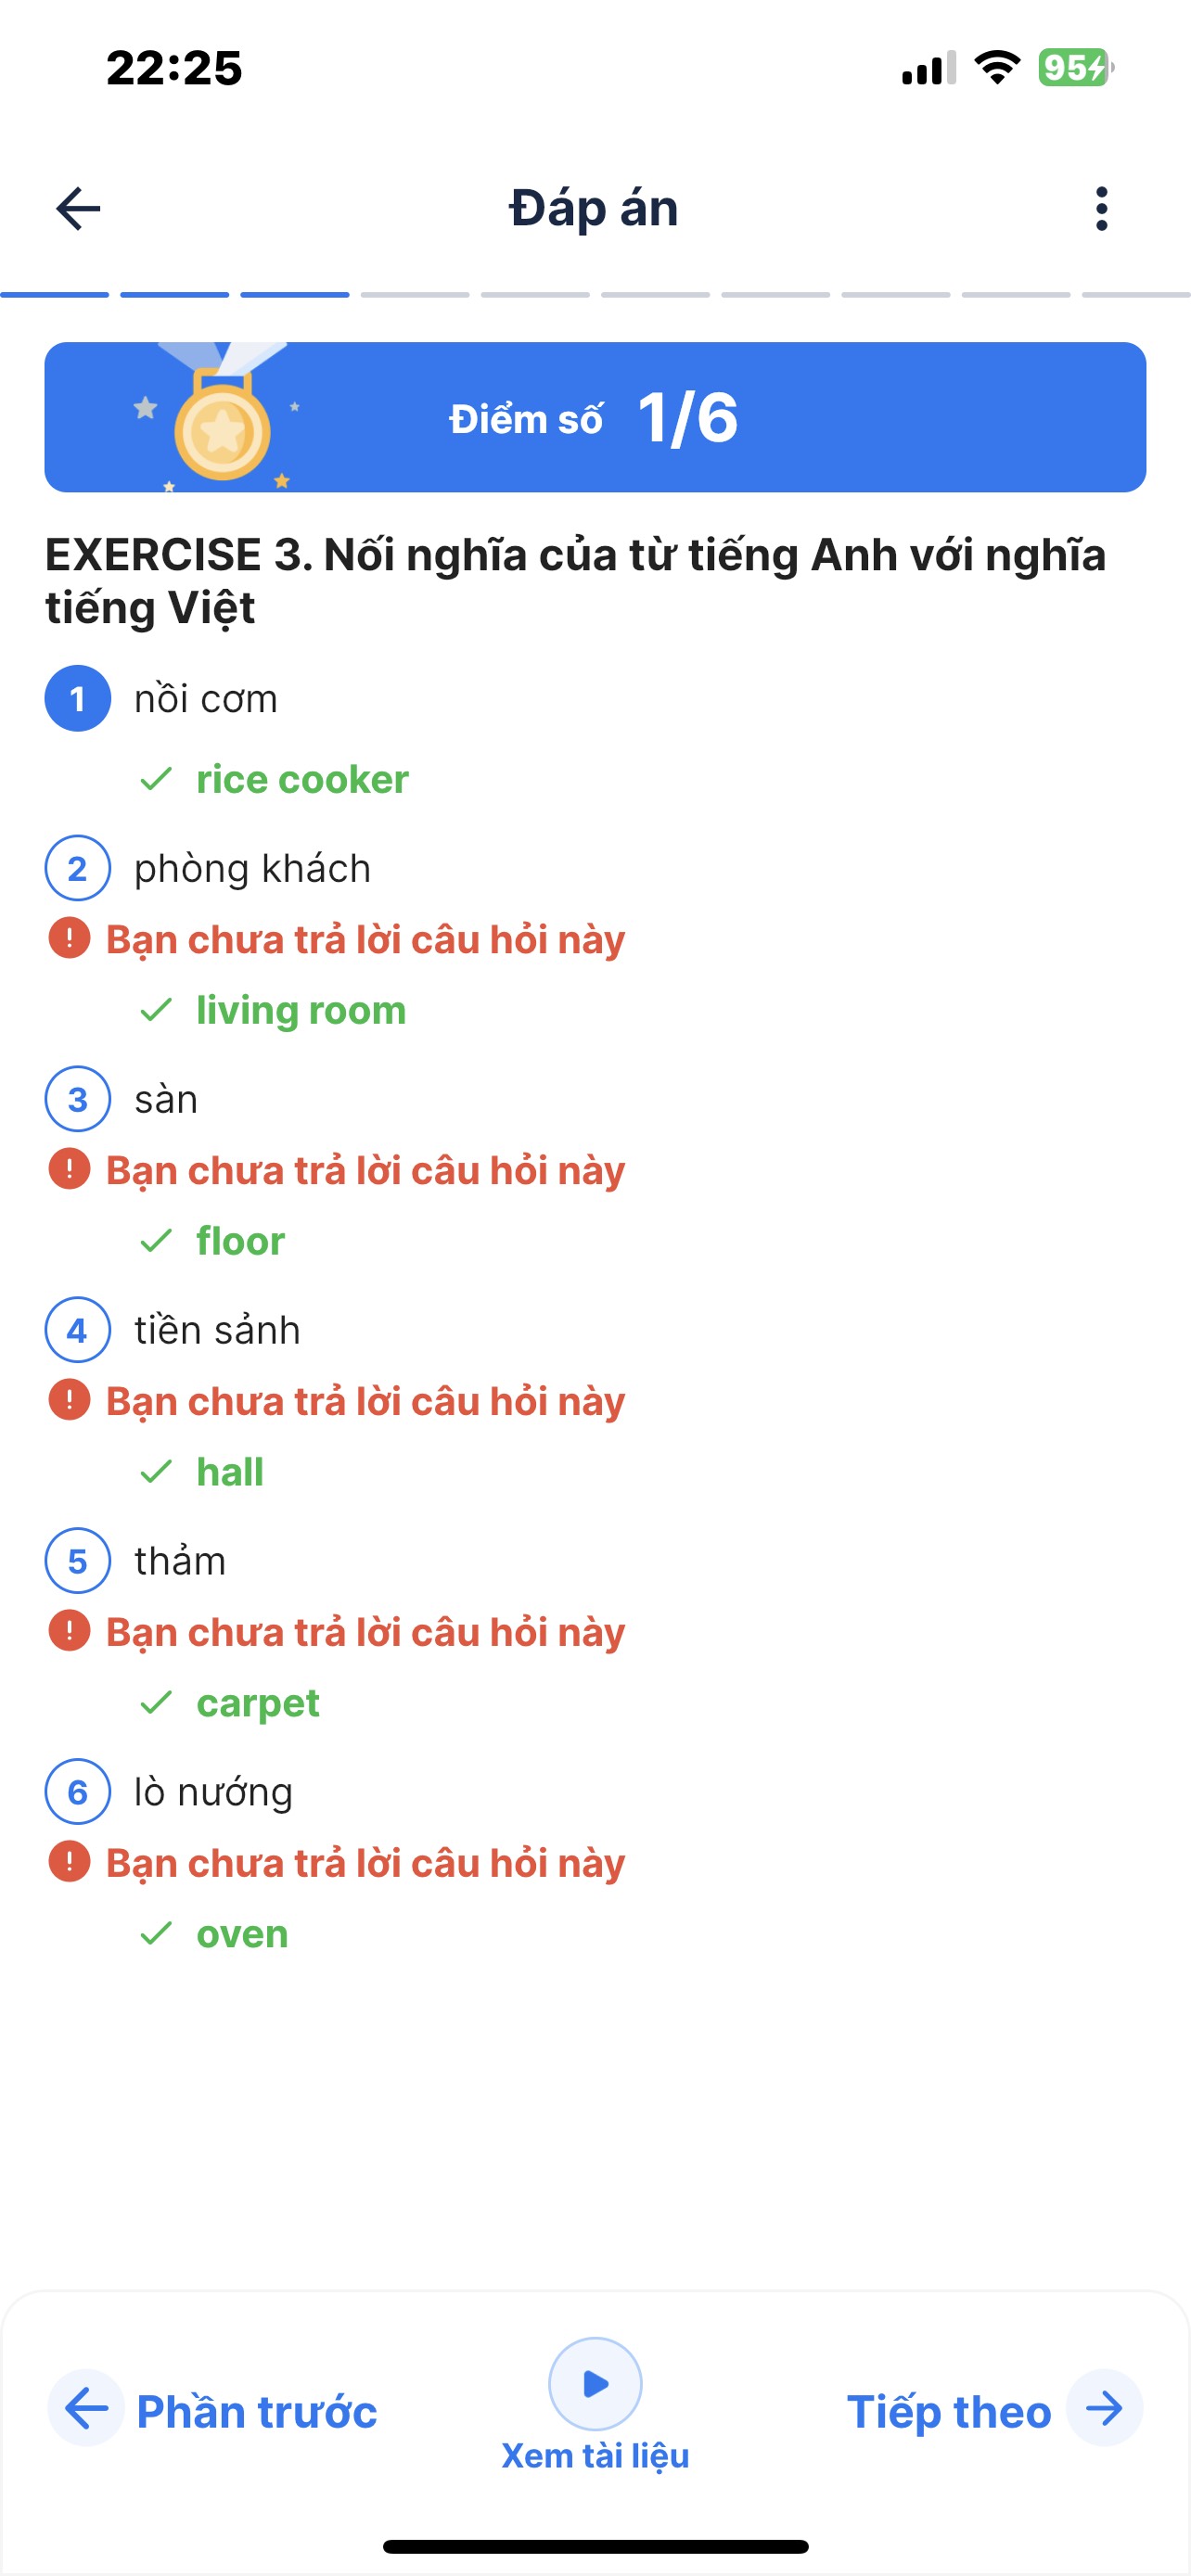 22:25
95
Đáp án
Điểm số 1/6
EXERCISE 3. Nối nghĩa của từ tiếng Anh với nghĩa
tiếng Việt
1 nồi cơm
rice cooker
2 phòng khách
Bạn chưa trả lời câu hỏi này
living room
3 sàn
Bạn chưa trả lời câu hỏi này
floor
4 tiền sảnh
Bạn chưa trả lời câu hỏi này
hall
5 thảm
Bạn chưa trả lời câu hỏi này
carpet
6 lò nướng
Bạn chưa trả lời câu hỏi này
oven
Phần trước
Xem tài liệu
Tiếp theo